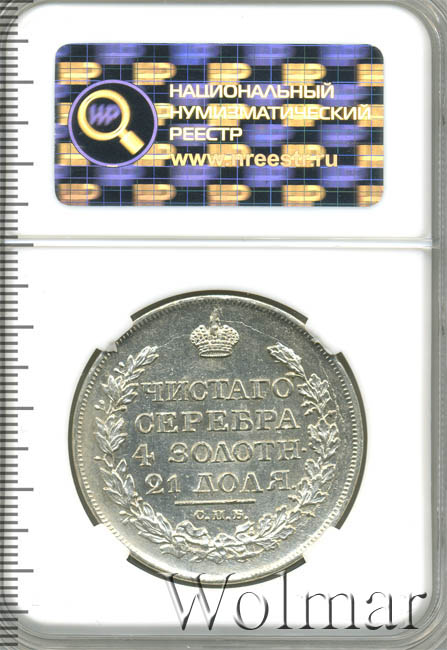 НАЦИОНАЛЬНЫЙ
НУМИЗМАТИЧЕСКИЙ
РЕЕСТР
www.nreestr.ru
ЧИСТАГО
СЕРЕБРА
4 ЗОЛОТН.
21 ДОЛЯ
С.П.Б.
Wolmar